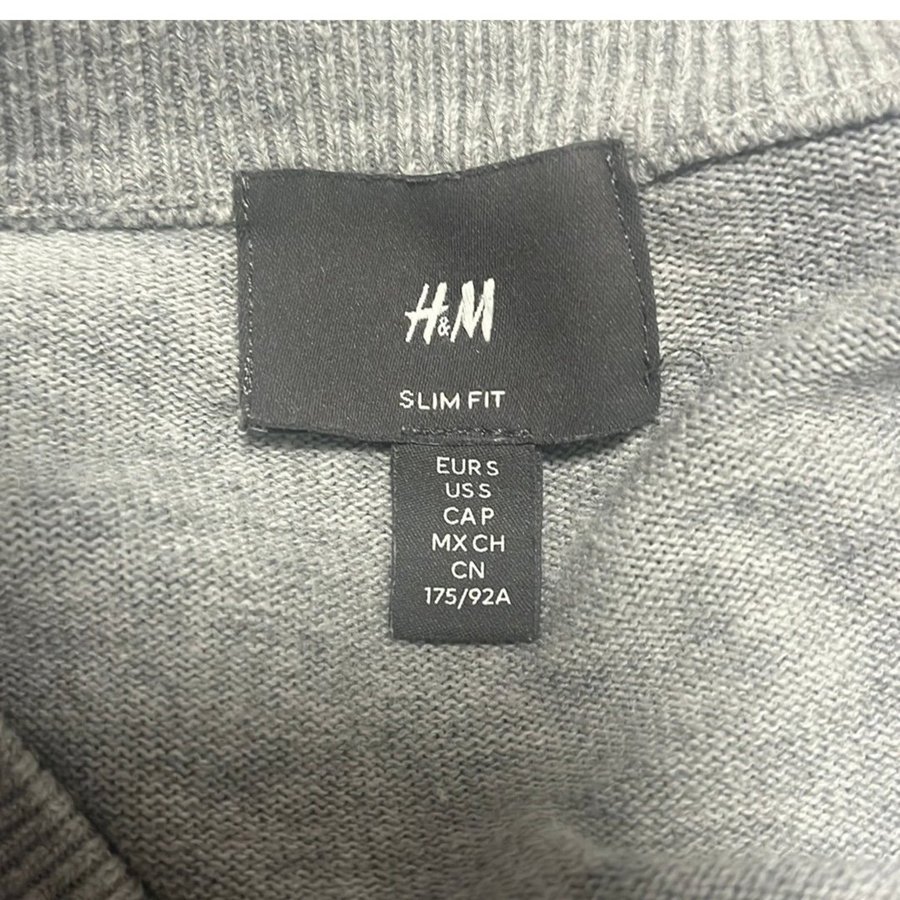 H&M
SLIM FIT
EUR S
US S
CA P
MX CH
CN
175/92A